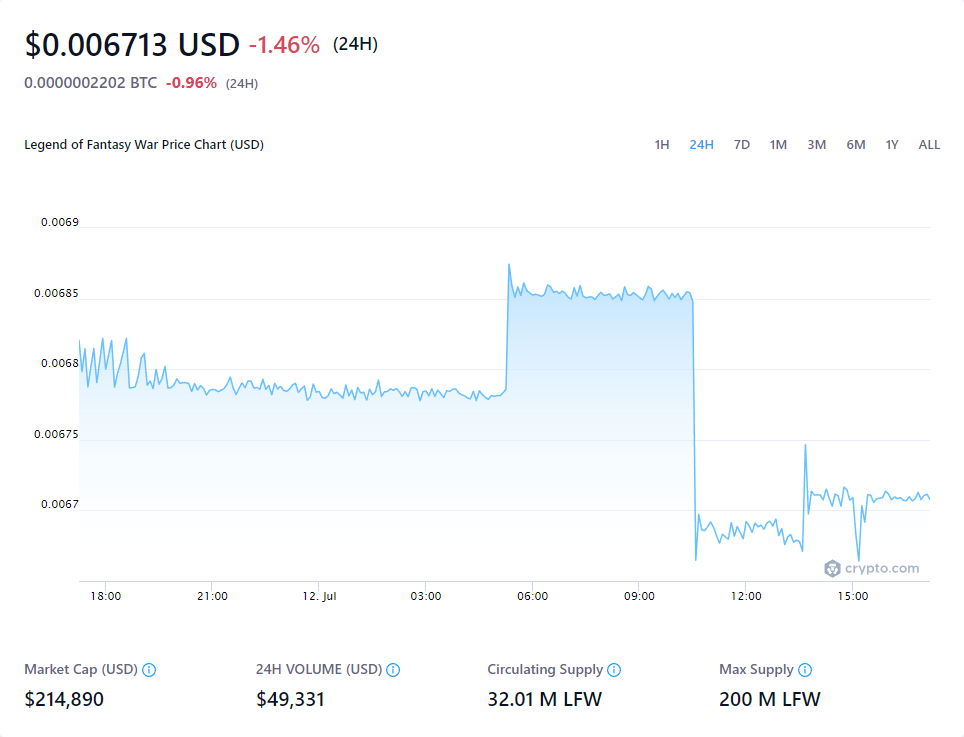 $0.006713 USD -1.46% (24H)
0.0000002202 BTC -0.96% (24H)
Legend of Fantasy War Price Chart (USD) 1H 24H 7D 1M 3M 6M 1Y ALL
0.0069
0.00685
0.0068
0.00675
0.0067
crypto.com
18:00 21:00 12. Jul 03:00 06:00 09:00 12:00 15:00
Market Cap (USD) 24H VOLUME (USD) Circulating Supply Max Supply
$214,890 $49,331 32.01 M LFW 200 M LFW